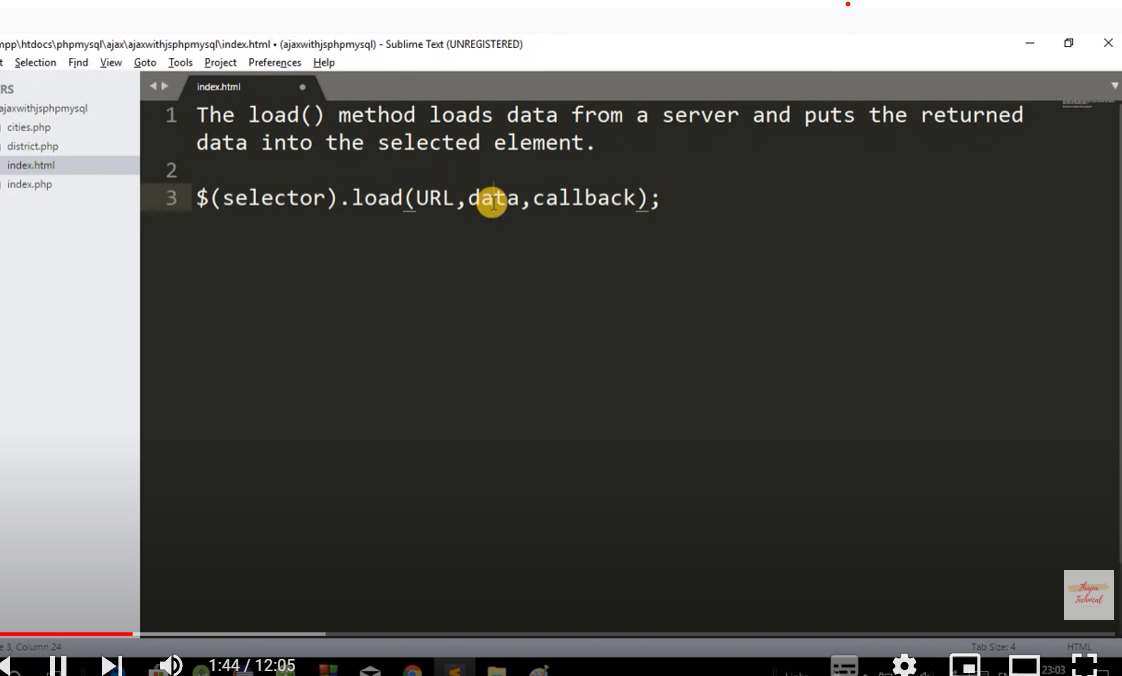 mpp\htdocs\phpmysql\ajax\ajaxwithjsphpmysql\index.html • (ajaxwithjsphpmysql) - Sublime Text (UNREGISTERED)
t Selection Find View Goto Tools Project Preferences Help
RS
ajaxwithjsphpmysql
cities.php
district.php
index.html
index.php
index.html
1 The load() method loads data from a server and puts the returned
data into the selected element.
2
3 $(selector).load(URL,data,callback);
Thapa
Technical
e 3, Column 24
Tab Size: 4
HTML
1:44 / 12:05
Links
23:03